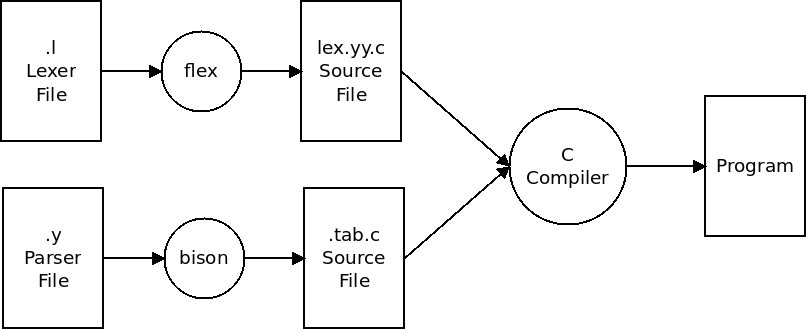 .l
Lexer
File
flex
lex.yy.c
Source
File
C
Compiler
Program
.y
Parser
File
bison
.tab.c
Source
File